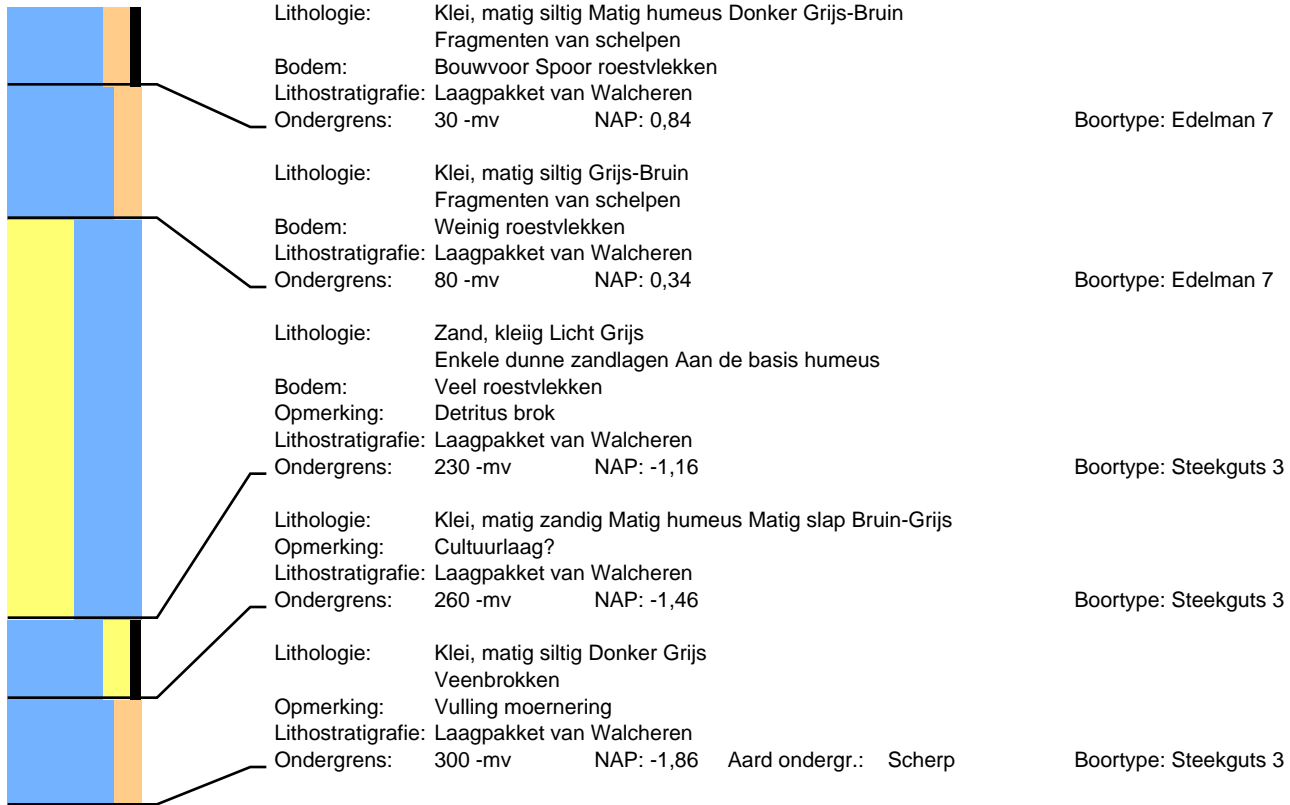 Lithologie: Klei, matig siltig Matig humeus Donker Grijs-Bruin
Fragmenten van schelpen
Bodem: Bouwvoor Spoor roestvlekken
Lithostratigrafie: Laagpakket van Walcheren
Ondergrens: 30 -mv NAP: 0,84 Boortype: Edelman 7
Lithologie: Klei, matig siltig Grijs-Bruin
Fragmenten van schelpen
Bodem: Weinig roestvlekken
Lithostratigrafie: Laagpakket van Walcheren
Ondergrens: 80 -mv NAP: 0,34 Boortype: Edelman 7
Lithologie: Zand, kleiig Licht Grijs
Enkele dunne zandlagen Aan de basis humeus
Bodem: Veel roestvlekken
Opmerking: Detritus brok
Lithostratigrafie: Laagpakket van Walcheren
Ondergrens: 230 -mv NAP: -1,16 Boortype: Steekguts 3
Lithologie: Klei, matig zandig Matig humeus Matig slap Bruin-Grijs
Opmerking: Cultuurlaag?
Lithostratigrafie: Laagpakket van Walcheren
Ondergrens: 260 -mv NAP: -1,46 Boortype: Steekguts 3
Lithologie: Klei, matig siltig Donker Grijs
Veenbrokken
Opmerking: Vulling moernering
Lithostratigrafie: Laagpakket van Walcheren
Ondergrens: 300 -mv NAP: -1,86 Aard ondergr.: Scherp Boortype: Steekguts 3